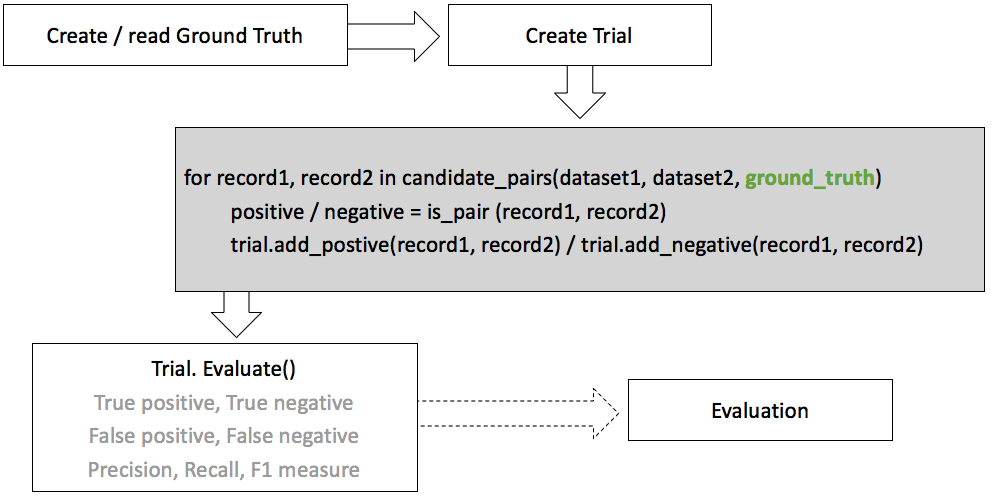 Create / read Ground Truth
Create Trial
for record1, record2 in candidate_pairs(dataset1, dataset2, ground_truth)
positive / negative = is_pair (record1, record2)
trial.add_postive(record1, record2) / trial.add_negative(record1, record2)
Trial. Evaluate()
True positive, True negative
False positive, False negative
Precision, Recall, F1 measure
Evaluation